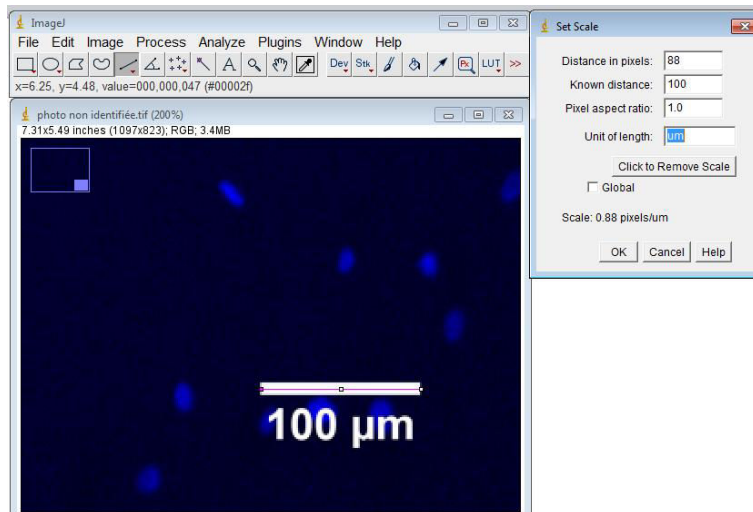 ImageJ
File Edit Image Process Analyze Plugins Window Help
A Dev Stk LUT >>
x=6.25, y=4.48, value=000,000,047 (#00002f)
photo non identifiée.tif (200%)
7.31x5.49 inches (1097x823); RGB; 3.4MB
100 µm
Set Scale
Distance in pixels: 88
Known distance: 100
Pixel aspect ratio: 1.0
Unit of length: um
Click to Remove Scale
Global
Scale: 0.88 pixels/um
OK Cancel Help